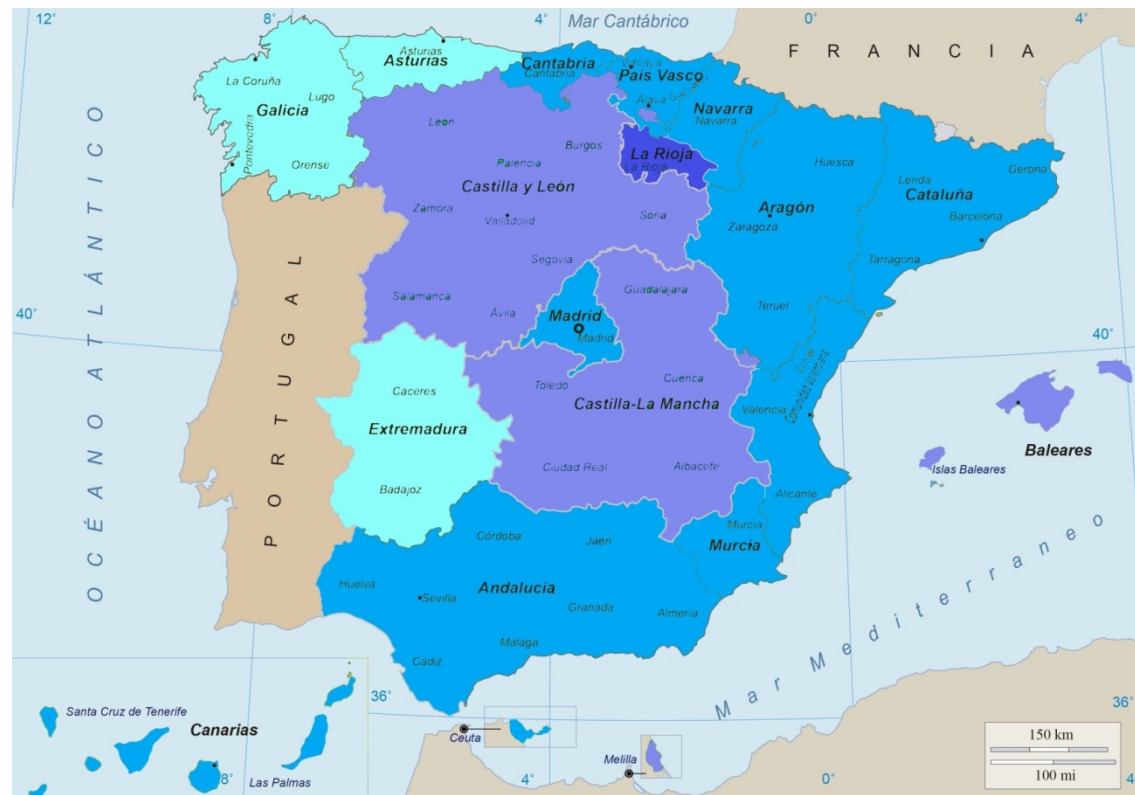 12°
8°
4°
Mar Cantábrico
0°
4°
FRANCIA
OCÉANO ATLÁNTICO
PORTUGAL
Asturias
Asturias
Cantabria
Cantabria
Vizcaya
País Vasco
Álava
Navarra
Navarra
La Coruña
Lugo
Galicia
Pontevedra
Orense
León
Burgos
Palencia
La Rioja
La Rioja
Castilla y León
Zamora
Valladolid
Soria
Segovia
Salamanca
Ávila
Huesca
Aragón
Zaragoza
Teruel
Lerida
Gerona
Cataluña
Barcelona
Tarragona
Guadalajara
Madrid
Madrid
40°
40°
Toledo
Cuenca
Castilla-La Mancha
Ciudad Real
Albacete
Cáceres
Extremadura
Badajoz
Valencia
Alicante
Baleares
Islas Baleares
Murcia
Murcia
Córdoba
Jaén
Huelva
Sevilla
Andalucía
Granada
Almería
Málaga
Cádiz
Mar Mediterraneo
36°
36°
Santa Cruz de Tenerife
Canarias
Las Palmas
8°
Ceuta
Melilla
4°
0°
150 km
100 mi